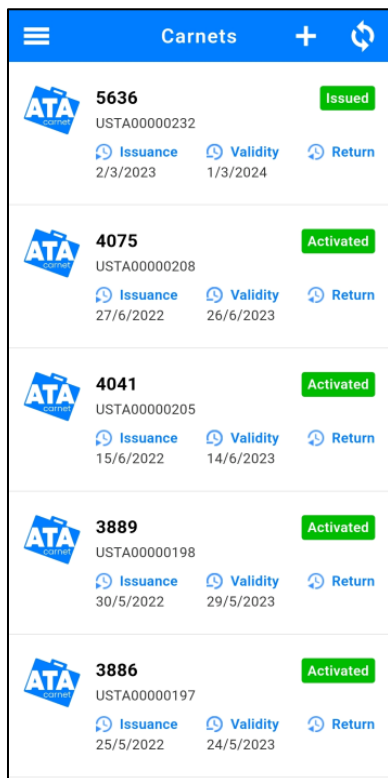 Carnets
ATA carnet
5636 Issued
USTA00000232
Issuance Validity Return
2/3/2023 1/3/2024
ATA carnet
4075 Activated
USTA00000208
Issuance Validity Return
27/6/2022 26/6/2023
ATA carnet
4041 Activated
USTA00000205
Issuance Validity Return
15/6/2022 14/6/2023
ATA carnet
3889 Activated
USTA00000198
Issuance Validity Return
30/5/2022 29/5/2023
ATA carnet
3886 Activated
USTA00000197
Issuance Validity Return
25/5/2022 24/5/2023